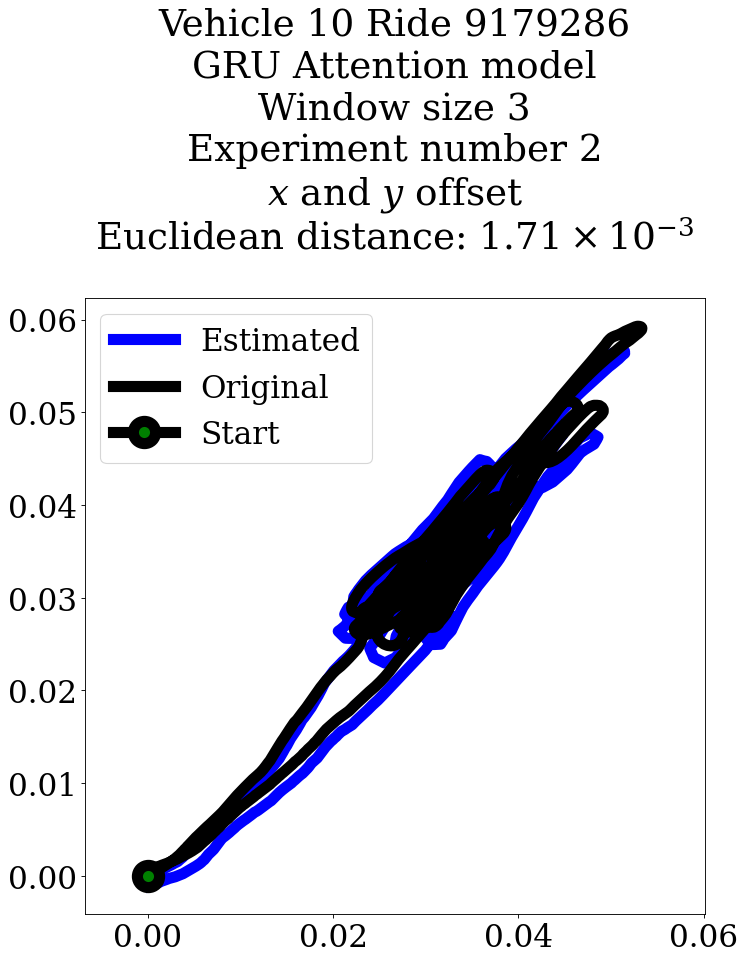 Vehicle 10 Ride 9179286
GRU Attention model
Window size 3
Experiment number 2
x and y offset
Euclidean distance: 1.71 × 10⁻³
0.06
0.05
0.04
0.03
0.02
0.01
0.00
Estimated
Original
Start
0.00 0.02 0.04 0.06